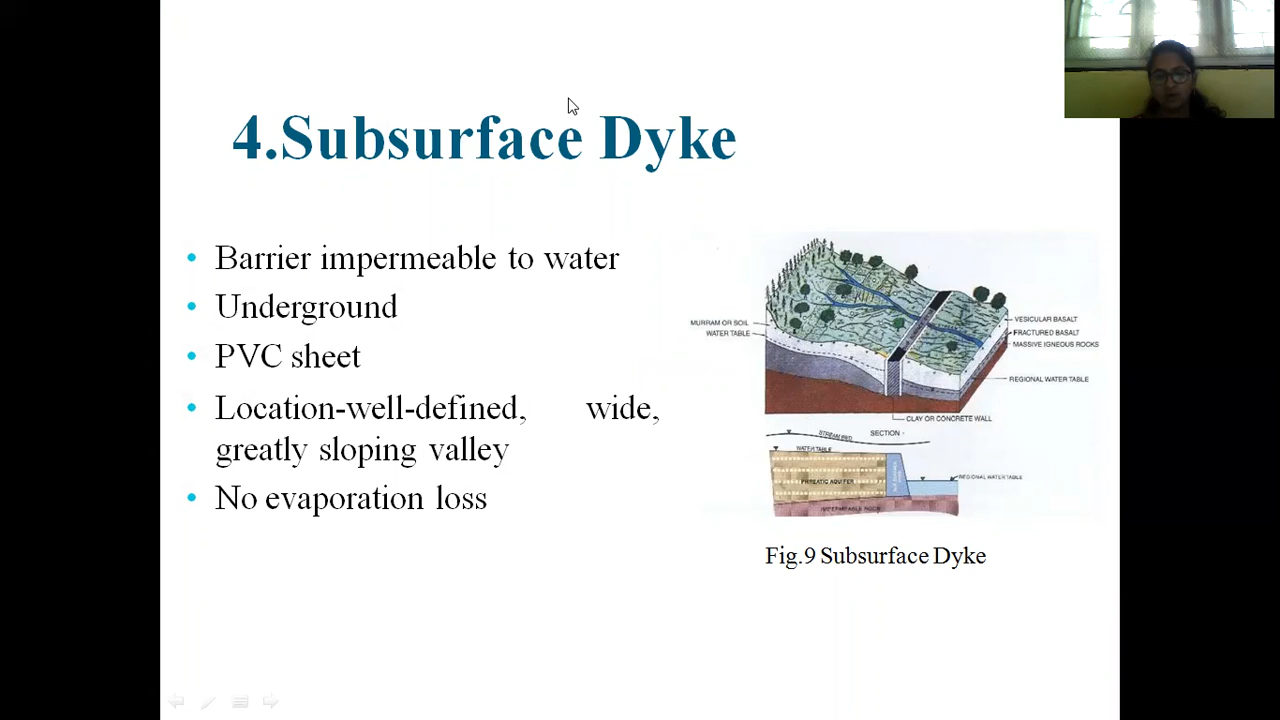 4.Subsurface Dyke
• Barrier impermeable to water
• Underground
• PVC sheet
• Location-well-defined, wide,
greatly sloping valley
• No evaporation loss
MURRAM OR SOIL
WATER TABLE
VESICULAR BASALT
FRACTURED BASALT
MASSIVE IGNEOUS ROCKS
REGIONAL WATER TABLE
CLAY OR CONCRETE WALL
SECTION -
STREAM BED
WATER TABLE
PHREATIC AQUIFER
REGIONAL WATER TABLE
IMPERMEABLE ROCK
Fig.9 Subsurface Dyke